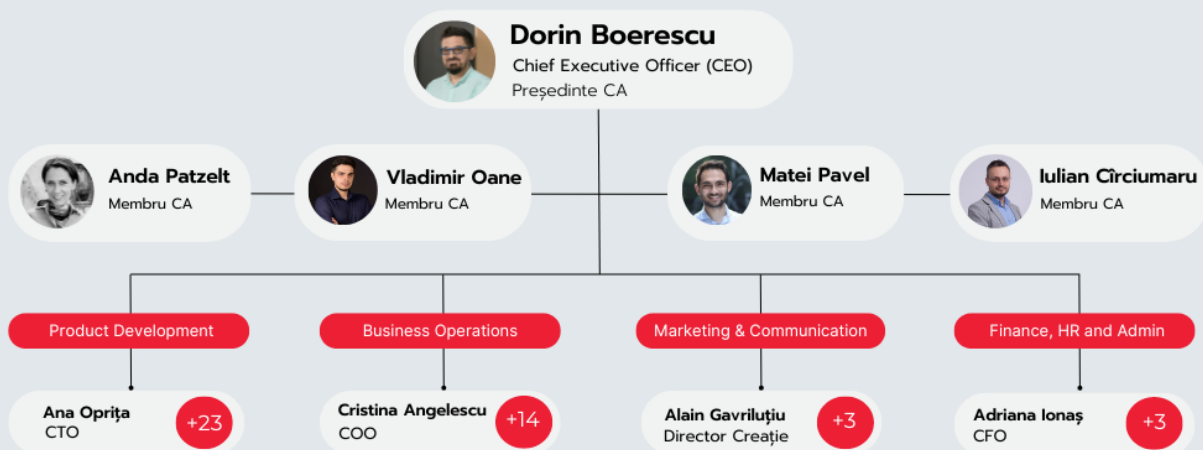 Dorin Boerescu
Chief Executive Officer (CEO)
Președinte CA
Anda Patzelt
Membru CA
Vladimir Oane
Membru CA
Matei Pavel
Membru CA
Iulian Cîrciumaru
Membru CA
Product Development
Business Operations
Marketing & Communication
Finance, HR and Admin
Ana Oprița
CTO
+23
Cristina Angelescu
COO
+14
Alain Gavriluțiu
Director Creație
+3
Adriana Ionaș
CFO
+3